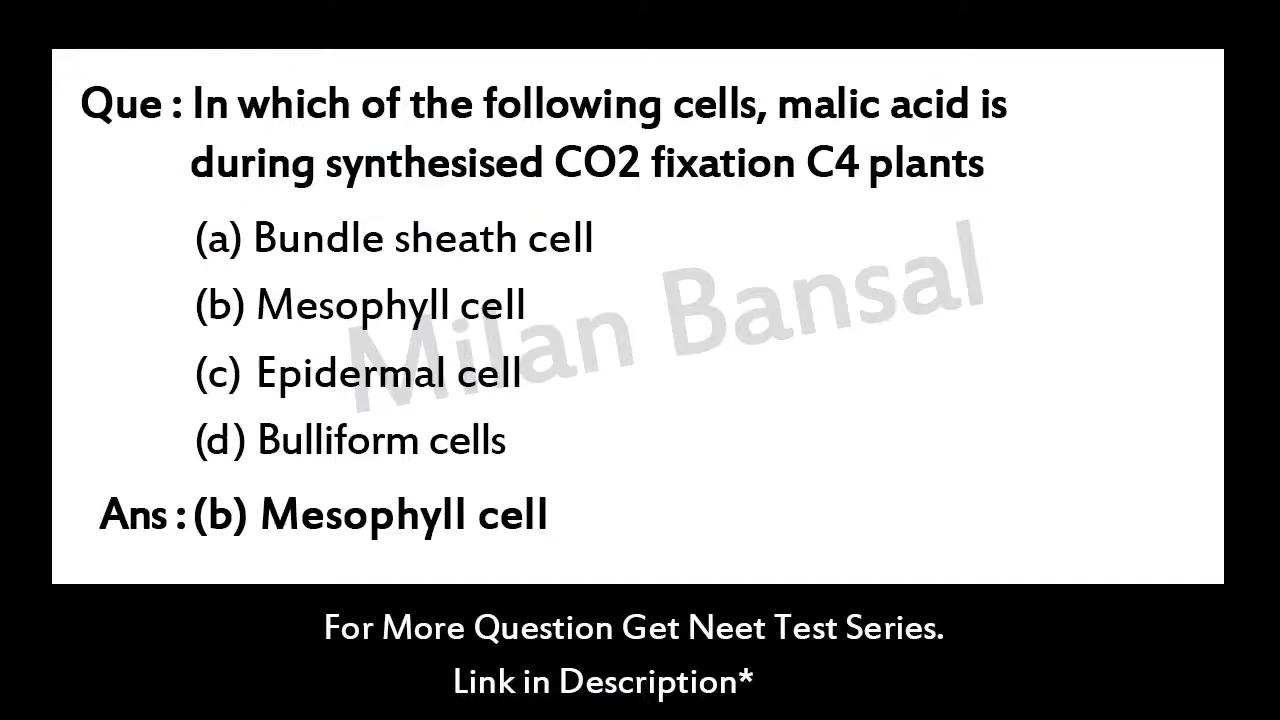 Que : In which of the following cells, malic acid is
during synthesised CO2 fixation C4 plants
(a) Bundle sheath cell
(b) Mesophyll cell
(c) Epidermal cell
(d) Bulliform cells
Ans : (b) Mesophyll cell
Milan Bansal
For More Question Get Neet Test Series.
Link in Description*